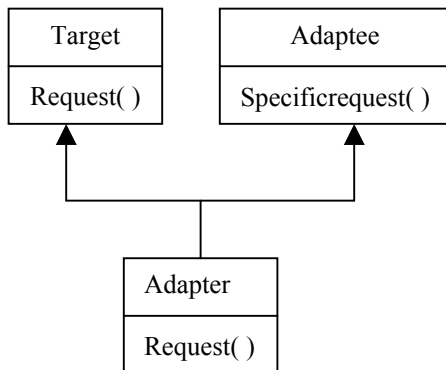 Target
Request( )
Adaptee
Specificrequest( )
Adapter
Request( )